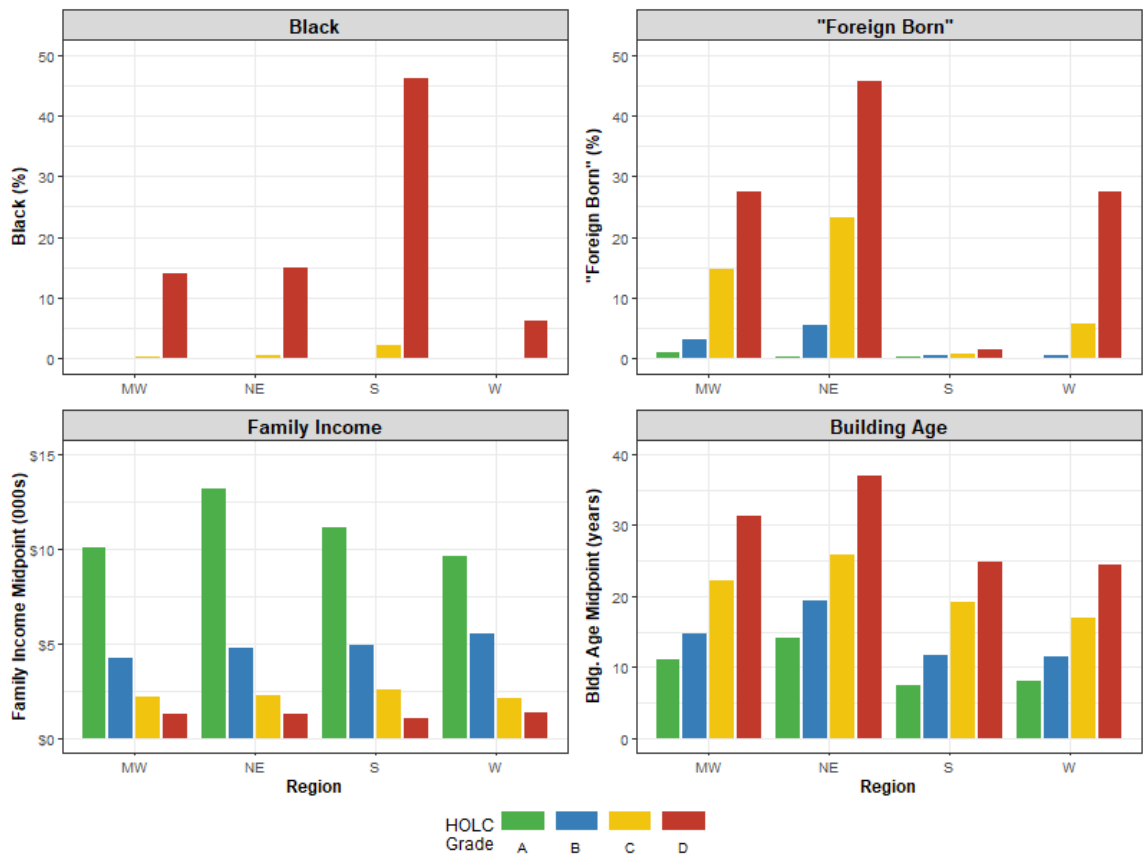 Black
"Foreign Born"
Black (%)
50
40
30
20
10
0
MW NE S W
"Foreign Born" (%)
50
40
30
20
10
0
MW NE S W
Family Income
Building Age
Family Income Midpoint (000s)
$15
$10
$5
$0
MW NE S W
Region
Bldg. Age Midpoint (years)
40
30
20
10
0
MW NE S W
Region
HOLC
Grade
A B C D